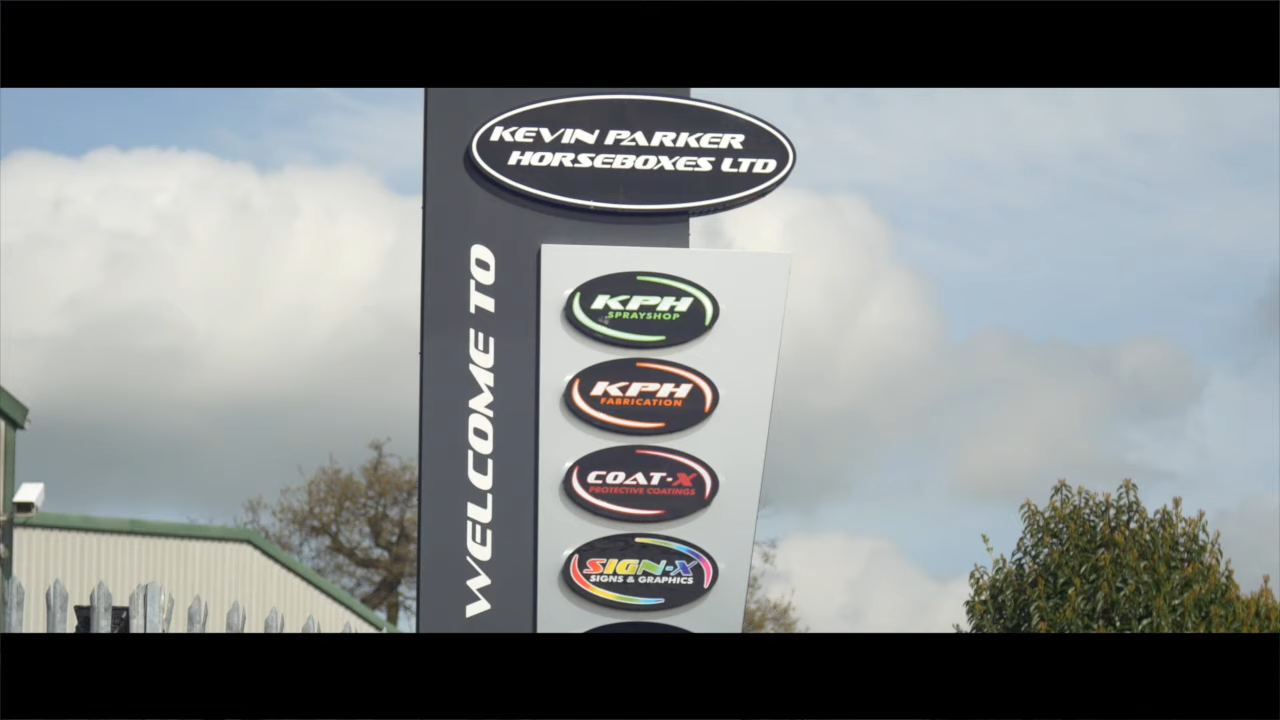 KEVIN PARKER
HORSEBOXES LTD
WELCOME TO
KPH
SPRAYSHOP
KPH
FABRICATION
COAT-X
PROTECTIVE COATINGS
SIGN-X
SIGNS & GRAPHICS